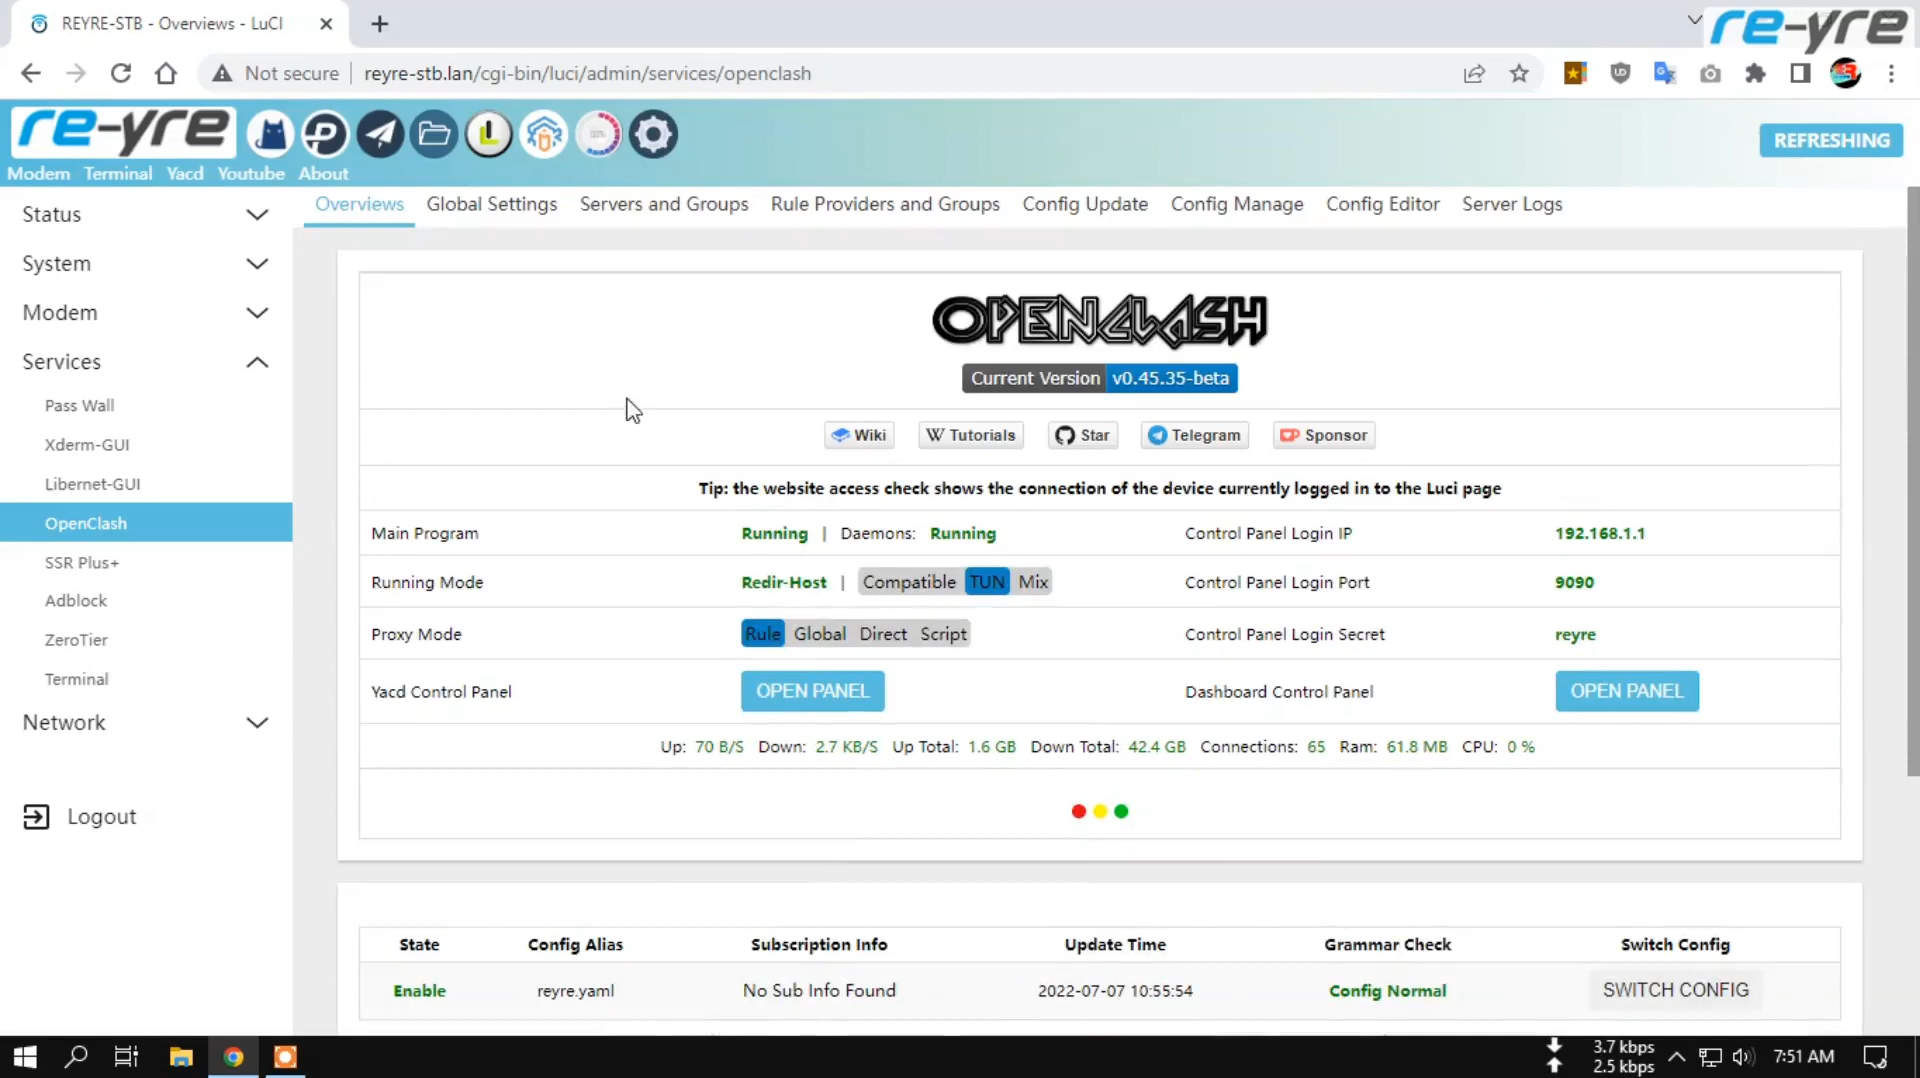 REYRE-STB - Overviews - LuCI
re-yre
Not secure reyre-stb.lan/cgi-bin/luci/admin/services/openclash
re-yre
REFRESHING
Modem Terminal Yacd Youtube About
Status
System
Modem
Services
Pass Wall
Xderm-GUI
Libernet-GUI
OpenClash
SSR Plus+
Adblock
ZeroTier
Terminal
Network
Logout
Overviews Global Settings Servers and Groups Rule Providers and Groups Config Update Config Manage Config Editor Server Logs
OPENCLASH
Current Version v0.45.35-beta
Wiki W Tutorials Star Telegram Sponsor
Tip: the website access check shows the connection of the device currently logged in to the Luci page
Main Program Running | Daemons: Running Control Panel Login IP 192.168.1.1
Running Mode Redir-Host | Compatible TUN Mix Control Panel Login Port 9090
Proxy Mode Rule Global Direct Script Control Panel Login Secret reyre
Yacd Control Panel OPEN PANEL Dashboard Control Panel OPEN PANEL
Up: 70 B/S Down: 2.7 KB/S Up Total: 1.6 GB Down Total: 42.4 GB Connections: 65 Ram: 61.8 MB CPU: 0 %
State Config Alias Subscription Info Update Time Grammar Check Switch Config
Enable reyre.yaml No Sub Info Found 2022-07-07 10:55:54 Config Normal SWITCH CONFIG
3.7 kbps
2.5 kbps
7:51 AM